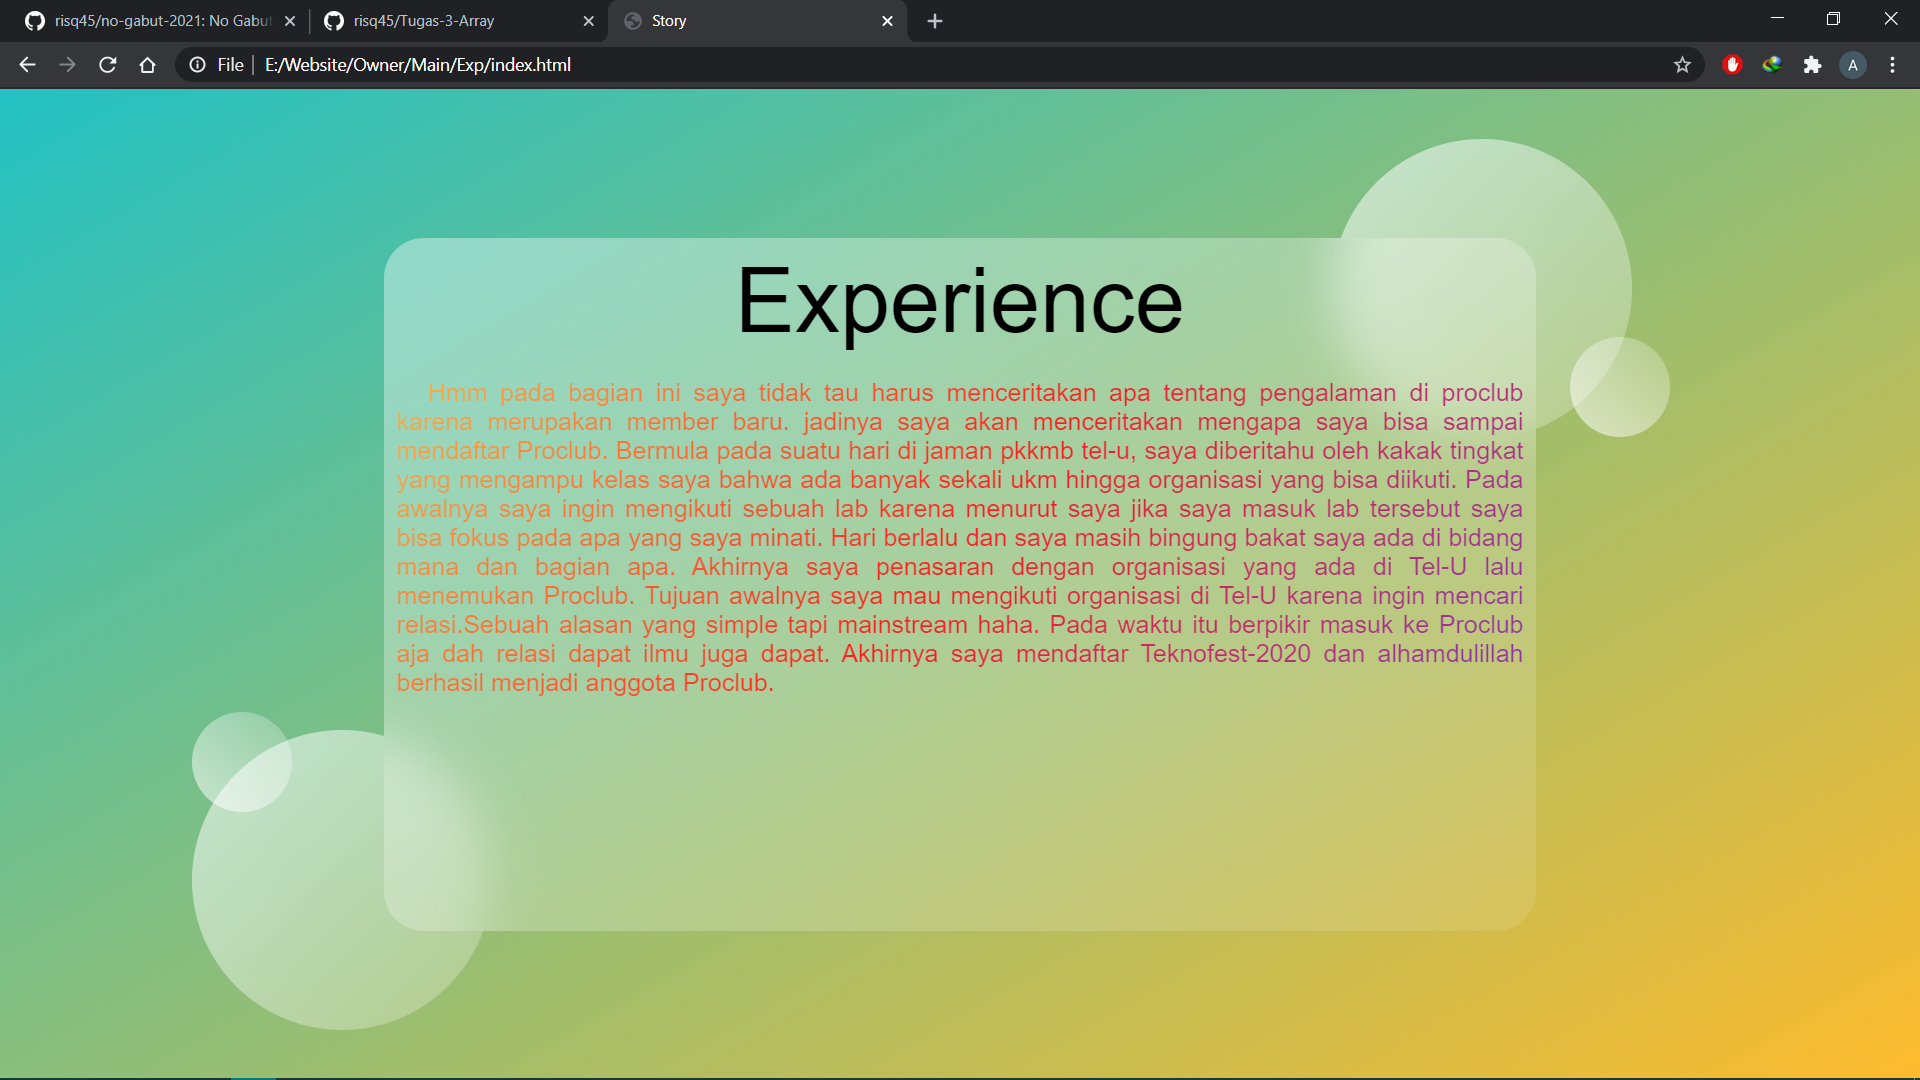 risq45/no-gabut-2021: No Gabut
risq45/Tugas-3-Array
Story
File
E:/Website/Owner/Main/Exp/index.html
A
Experience
Hmm pada bagian ini saya tidak tau harus menceritakan apa tentang pengalaman di proclub
karena merupakan member baru. jadinya saya akan menceritakan mengapa saya bisa sampai
mendaftar Proclub. Bermula pada suatu hari di jaman pkkmb tel-u, saya diberitahu oleh kakak tingkat
yang mengampu kelas saya bahwa ada banyak sekali ukm hingga organisasi yang bisa diikuti. Pada
awalnya saya ingin mengikuti sebuah lab karena menurut saya jika saya masuk lab tersebut saya
bisa fokus pada apa yang saya minati. Hari berlalu dan saya masih bingung bakat saya ada di bidang
mana dan bagian apa. Akhirnya saya penasaran dengan organisasi yang ada di Tel-U lalu
menemukan Proclub. Tujuan awalnya saya mau mengikuti organisasi di Tel-U karena ingin mencari
relasi.Sebuah alasan yang simple tapi mainstream haha. Pada waktu itu berpikir masuk ke Proclub
aja dah relasi dapat ilmu juga dapat. Akhirnya saya mendaftar Teknofest-2020 dan alhamdulillah
berhasil menjadi anggota Proclub.